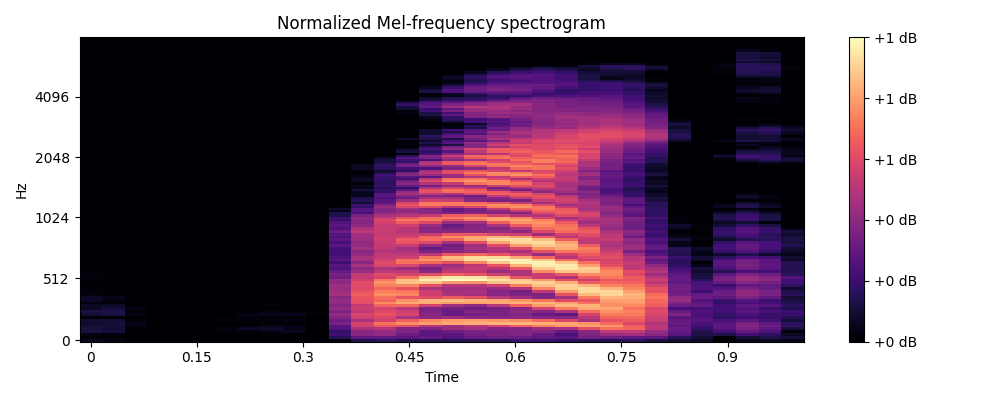 Normalized Mel-frequency spectrogram
Hz
4096
2048
1024
512
0
0 0.15 0.3 0.45 0.6 0.75 0.9
Time
+1 dB
+1 dB
+1 dB
+0 dB
+0 dB
+0 dB